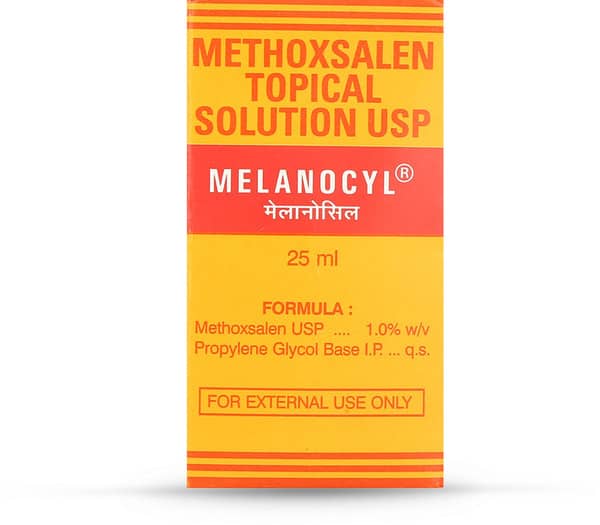 METHOXSALEN
TOPICAL
SOLUTION USP
MELANOCYL®
मेलानोसिल
25 ml
FORMULA :
Methoxsalen USP .... 1.0% w/v
Propylene Glycol Base I.P. ... q.s.
FOR EXTERNAL USE ONLY